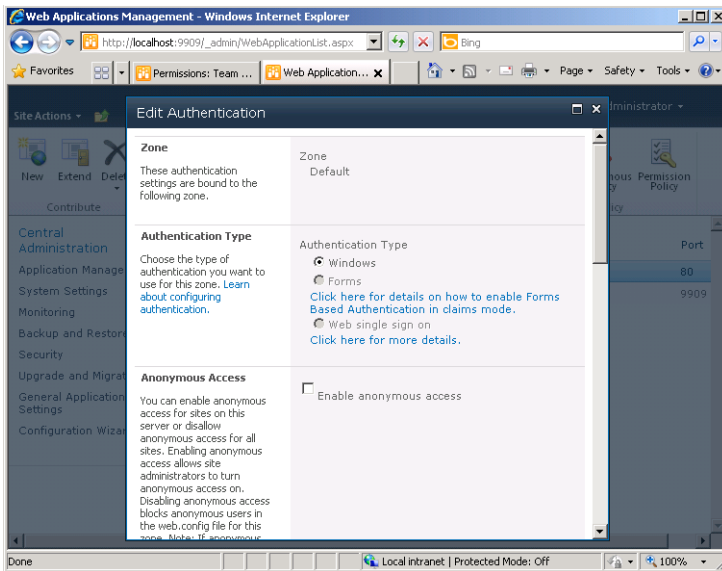 Web Applications Management - Windows Internet Explorer
http://localhost:9909/_admin/WebApplicationList.aspx
Bing
Favorites
Permissions: Team ...
Web Application...
Page
Safety
Tools
Site Actions
Edit Authentication
New
Extend
Permission
Policy
Contribute
Central
Administration
Application Manage
System Settings
Monitoring
Backup and Restore
Security
Upgrade and Migrat
General Application
Settings
Configuration Wizar
Zone
These authentication
settings are bound to the
following zone.
Zone
Default
Authentication Type
Choose the type of
authentication you want to
use for this zone. Learn
about configuring
authentication.
Authentication Type
Windows
Forms
Click here for details on how to enable Forms
Based Authentication in claims mode.
Web single sign on
Click here for more details.
Anonymous Access
You can enable anonymous
access for sites on this
server or disallow
anonymous access for all
sites. Enabling anonymous
access allows site
administrators to turn
anonymous access on.
Disabling anonymous access
blocks anonymous users in
the web.config file for this
zone. Note: If anonymous
Enable anonymous access
Port
80
9909
Done
Local intranet | Protected Mode: Off
100%